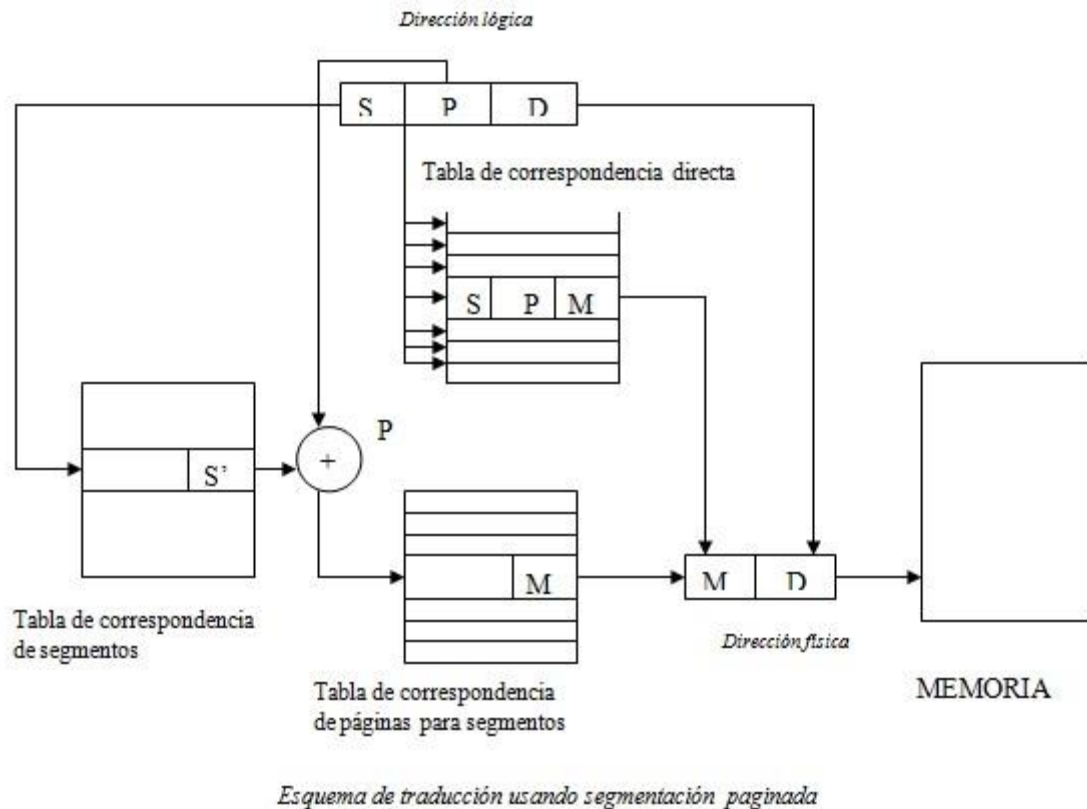 Dirección lógica
S P D
Tabla de correspondencia directa
S P M
P
+
S'
M
M D
Tabla de correspondencia
de segmentos
Dirección física
Tabla de correspondencia
de páginas para segmentos
MEMORIA
Esquema de traducción usando segmentación paginada